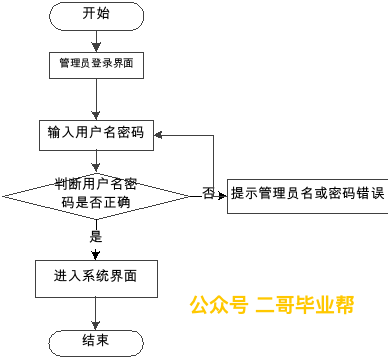 开始
管理员登录界面
输入用户名密码
判断用户名密
码是否正确
否
提示管理员名或密码错误
是
进入系统界面
公众号 二哥毕业帮
结束